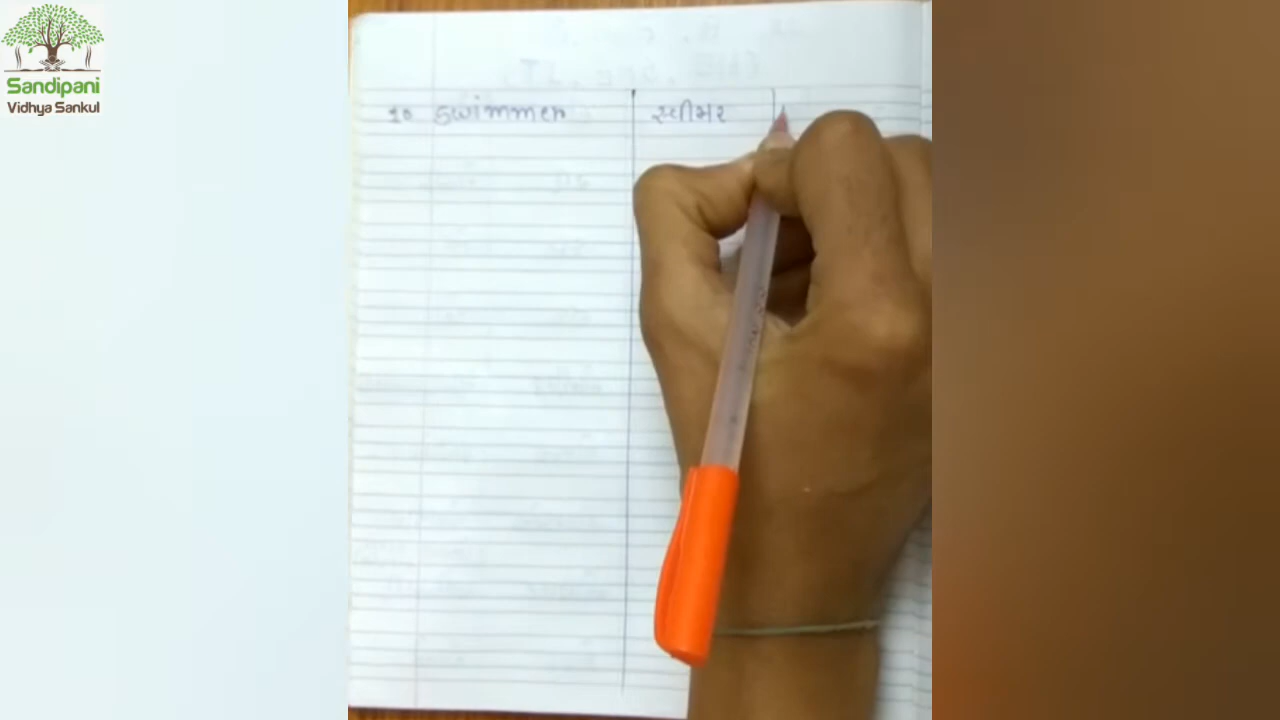 Sandipani
Vidhya Sankul
10 swimmer સ્વીમર